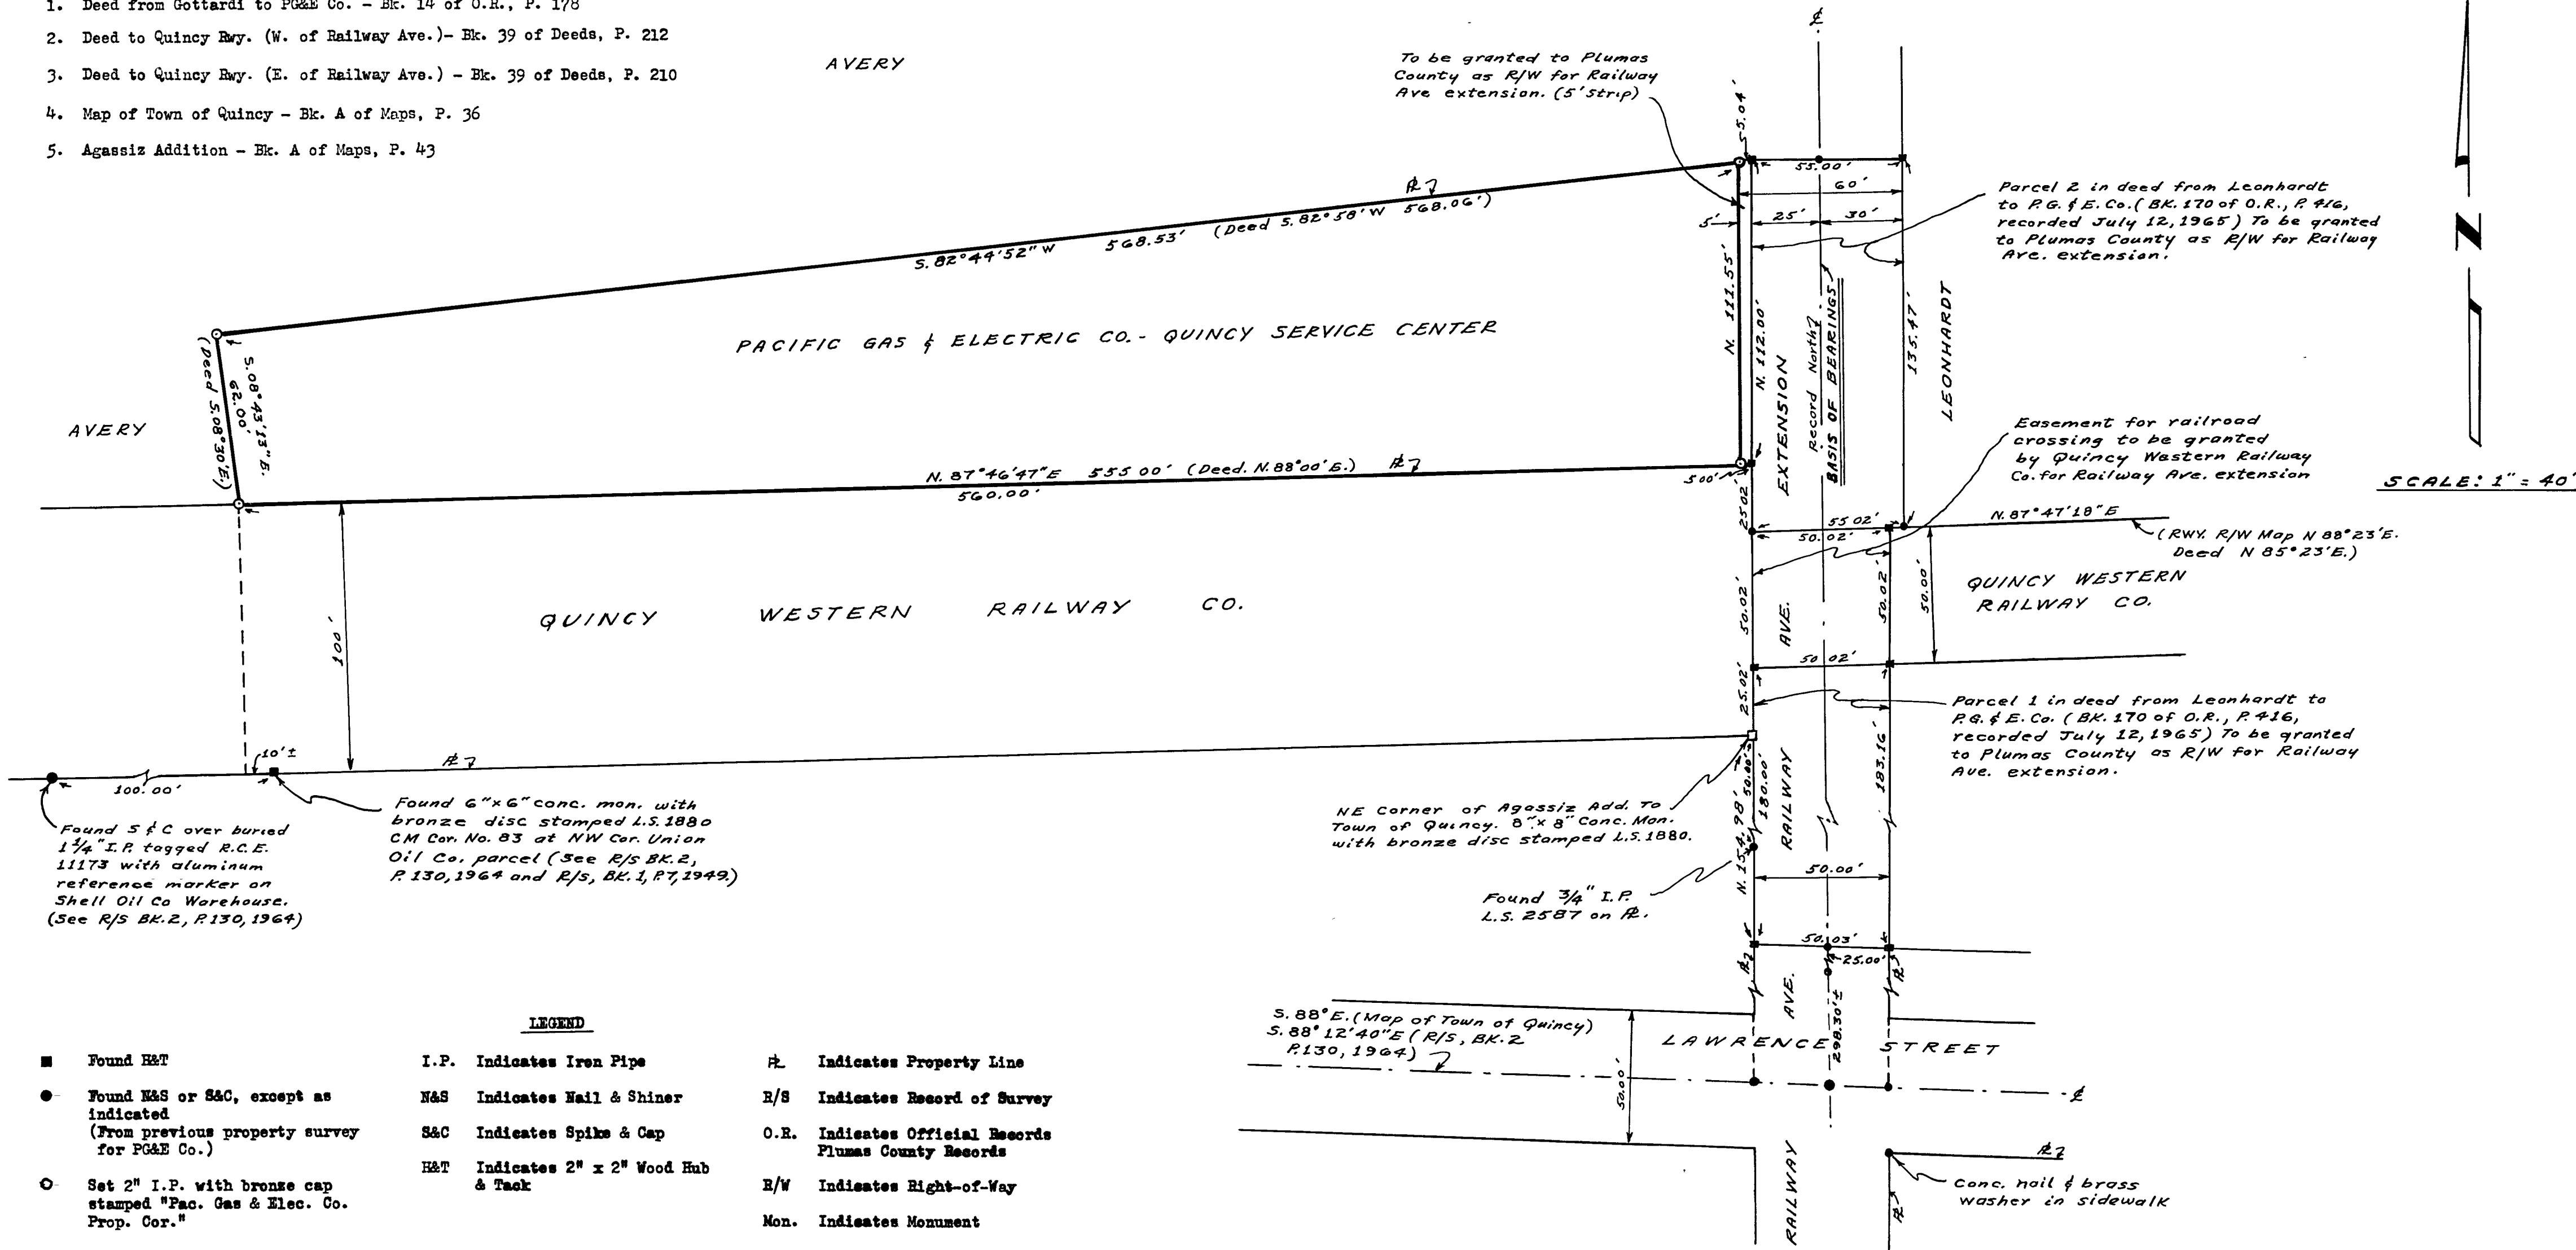 1. Deed from Gottardi to PG&E Co. - Bk. 14 of O.R., P. 178
2. Deed to Quincy Rwy. (W. of Railway Ave.)- Bk. 39 of Deeds, P. 212
3. Deed to Quincy Rwy. (E. of Railway Ave.) - Bk. 39 of Deeds, P. 210
4. Map of Town of Quincy - Bk. A of Maps, P. 36
5. Agassiz Addition - Bk. A of Maps, P. 43
AVERY
To be granted to Plumas
County as R/W for Railway
Ave extension. (5' Strip)
℄
55.04'
55.00'
60'
5'
25'
30'
Parcel 2 in deed from Leonhardt
to P.G. & E. Co. (BK. 170 of O.R., P. 416,
recorded July 12, 1965) To be granted
to Plumas County as R/W for Railway
Ave. extension.
N
SCALE: 1" = 40'
S. 82°44'52" W 568.53' (Deed S. 82°58'W 568.06')
PL
PACIFIC GAS & ELECTRIC CO. - QUINCY SERVICE CENTER
N. 111.55'
N. 112.00'
EXTENSION
Record North
BASIS OF BEARINGS
135.47'
LEONHARDT
AVERY
(Deed S.08°30'E.)
62.00'
S.08°43'13"E.
N. 87°46'47"E 555 00' (Deed. N.88°00'E.) PL
560.00'
5 00'
25 02'
Easement for railroad
crossing to be granted
by Quincy Western Railway
Co. for Railway Ave. extension
55 02'
50.02'
N. 87°47'18"E
(RWY. R/W Map N 88°23'E.
Deed N 85°23'E.)
QUINCY WESTERN RAILWAY CO.
100'
50.02'
AVE.
50.02'
50.00'
QUINCY WESTERN
RAILWAY CO.
50 02'
25.02'
Parcel 1 in deed from Leonhardt to
P.G. & E. Co. (BK. 170 of O.R., P. 416,
recorded July 12, 1965) To be granted
to Plumas County as R/W for Railway
Ave. extension.
10'±
PL
100.00'
Found S & C over buried
1¼" I.P. tagged R.C.E.
11173 with aluminum
reference marker on
Shell Oil Co Warehouse.
(See R/S BK.2, P.130, 1964)
Found 6"x 6" conc. mon. with
bronze disc stamped L.S. 1880
CM Cor. No. 83 at NW Cor. Union
Oil Co. parcel (See R/S BK. 2,
P. 130, 1964 and R/S, BK. 1, P.7, 1949.)
NE Corner of Agassiz Add. To
Town of Quincy. 8"x 8" Conc. Mon.
with bronze disc stamped L.S. 1880.
50.00'
180.00'
N. 154.98'
RAILWAY
183.16'
Found ¾" I.P.
L.S. 2587 on PL.
50.00'
50.03'
25.00'
PL
PL
AVE.
298.30'±
S. 88° E. (Map of Town of Quincy)
S. 88° 12'40"E (R/S, BK. 2
P.130, 1964)
50.00'
LAWRENCE STREET
℄
PL
RAILWAY
PL
Conc. nail & brass
washer in sidewalk
LEGEND
Found H&T
Found N&S or S&C, except as
indicated
(From previous property survey
for PG&E Co.)
Set 2" I.P. with bronze cap
stamped "Pac. Gas & Elec. Co.
Prop. Cor."
I.P. Indicates Iron Pipe
N&S Indicates Nail & Shiner
S&C Indicates Spike & Cap
H&T Indicates 2" x 2" Wood Hub
& Tack
PL Indicates Property Line
R/S Indicates Record of Survey
O.R. Indicates Official Records
Plumas County Records
R/W Indicates Right-of-Way
Mon. Indicates Monument